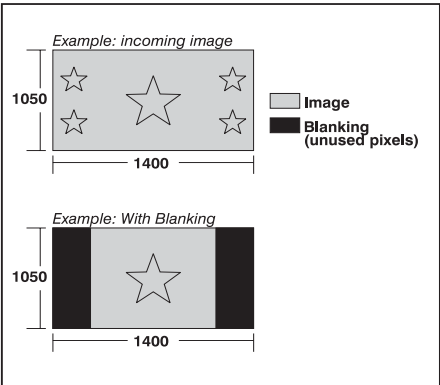 Example: incoming image
1050
1400
Image
Blanking
(unused pixels)
Example: With Blanking
1050
1400